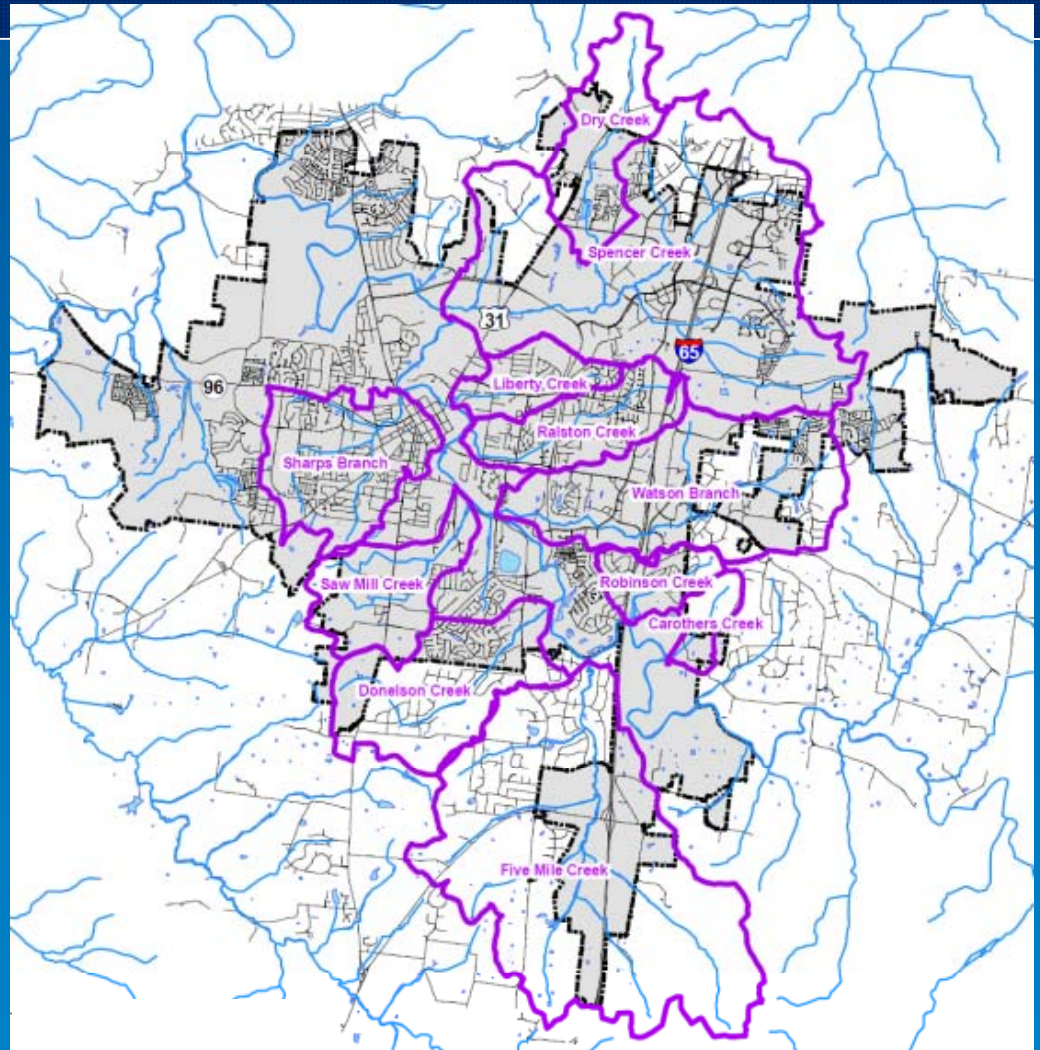 Dry Creek
Spencer Creek
31
65
Liberty Creek
96
Ralston Creek
Sharps Branch
Watson Branch
Saw Mill Creek
Robinson Creek
Carothers Creek
Donelson Creek
Five Mile Creek